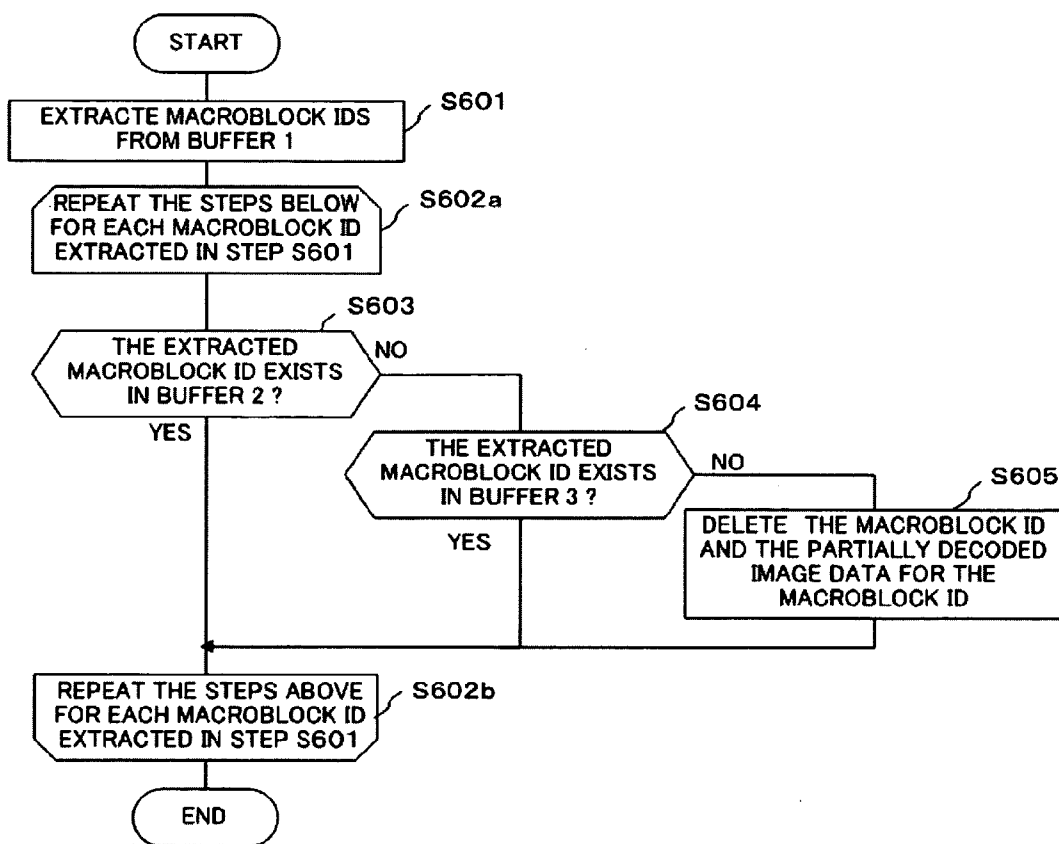 START
EXTRACTE MACROBLOCK IDS
FROM BUFFER 1
S601
REPEAT THE STEPS BELOW
FOR EACH MACROBLOCK ID
EXTRACTED IN STEP S601
S602a
THE EXTRACTED
MACROBLOCK ID EXISTS
IN BUFFER 2 ?
S603
NO
YES
THE EXTRACTED
MACROBLOCK ID EXISTS
IN BUFFER 3 ?
S604
NO
YES
DELETE THE MACROBLOCK ID
AND THE PARTIALLY DECODED
IMAGE DATA FOR THE
MACROBLOCK ID
S605
REPEAT THE STEPS ABOVE
FOR EACH MACROBLOCK ID
EXTRACTED IN STEP S601
S602b
END